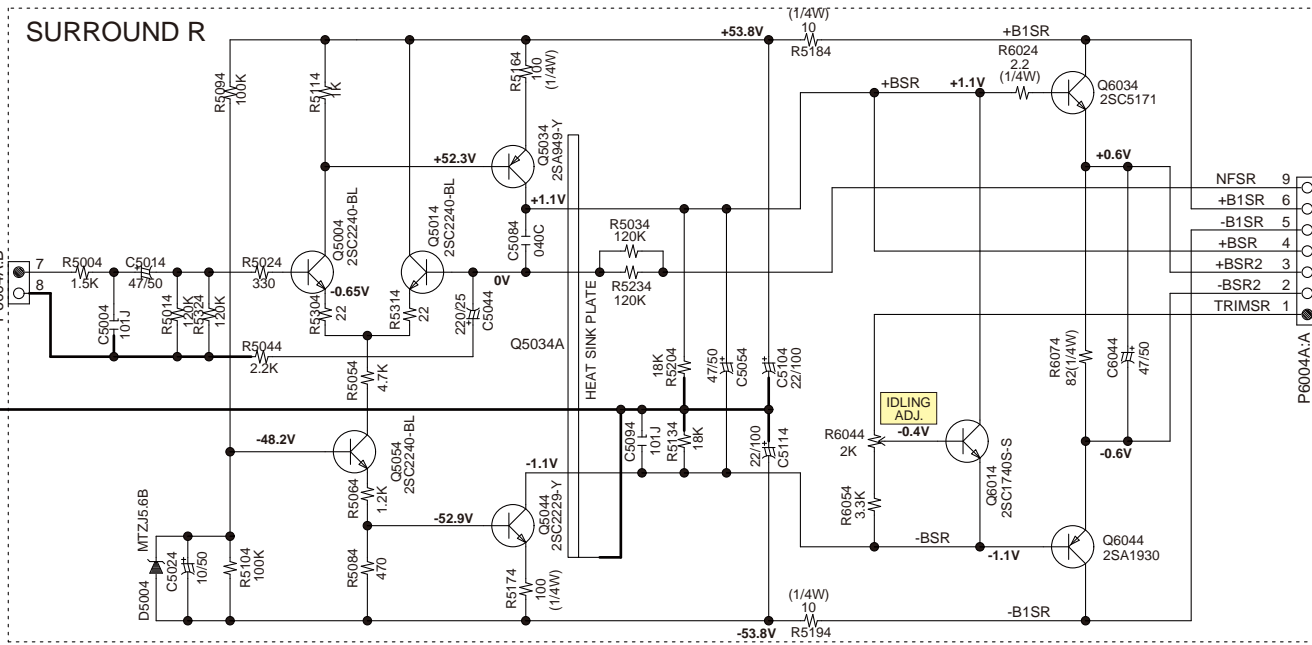 SURROUND R
+53.8V
(1/4W)
10
R5184
+B1SR
R5094
100K
R5114
1K
R5164
100
(1/4W)
R6024
2.2
(1/4W)
+BSR
+1.1V
Q6034
2SC5171
Q5034
2SA949-Y
+52.3V
+0.6V
+1.1V
Q5004
2SC2240-BL
Q5014
2SC2240-BL
C5084
040C
R5034
120K
R5234
120K
NFSR 9
+B1SR 6
-B1SR 5
+BSR 4
+BSR2 3
-BSR2 2
TRIMSR 1
P6004A:A
7
8
R5004
1.5K
C5014
47/50
R5024
330
0V
-0.65V
C5004
101J
R5014
120K
R5324
120K
R5304
22
R5314
22
220/25
C5044
R5044
2.2K
R5054
4.7K
Q5034A
HEAT SINK PLATE
18K
R5204
47/50
C5054
C5104
22/100
R6074
82(1/4W)
C6044
47/50
IDLING
ADJ.
-0.4V
R6044
2K
-48.2V
Q5054
2SC2240-BL
C5094
101J
R5134
18K
22/100
C5114
-0.6V
Q6014
2SC1740S-S
-1.1V
R5064
1.2K
R6054
3.3K
-52.9V
Q5044
2SC2229-Y
-BSR
-1.1V
Q6044
2SA1930
D5004
MTZJ5.6B
C5024
10/50
R5104
100K
R5084
470
R5174
100
(1/4W)
(1/4W)
10
R5194
-B1SR
-53.8V